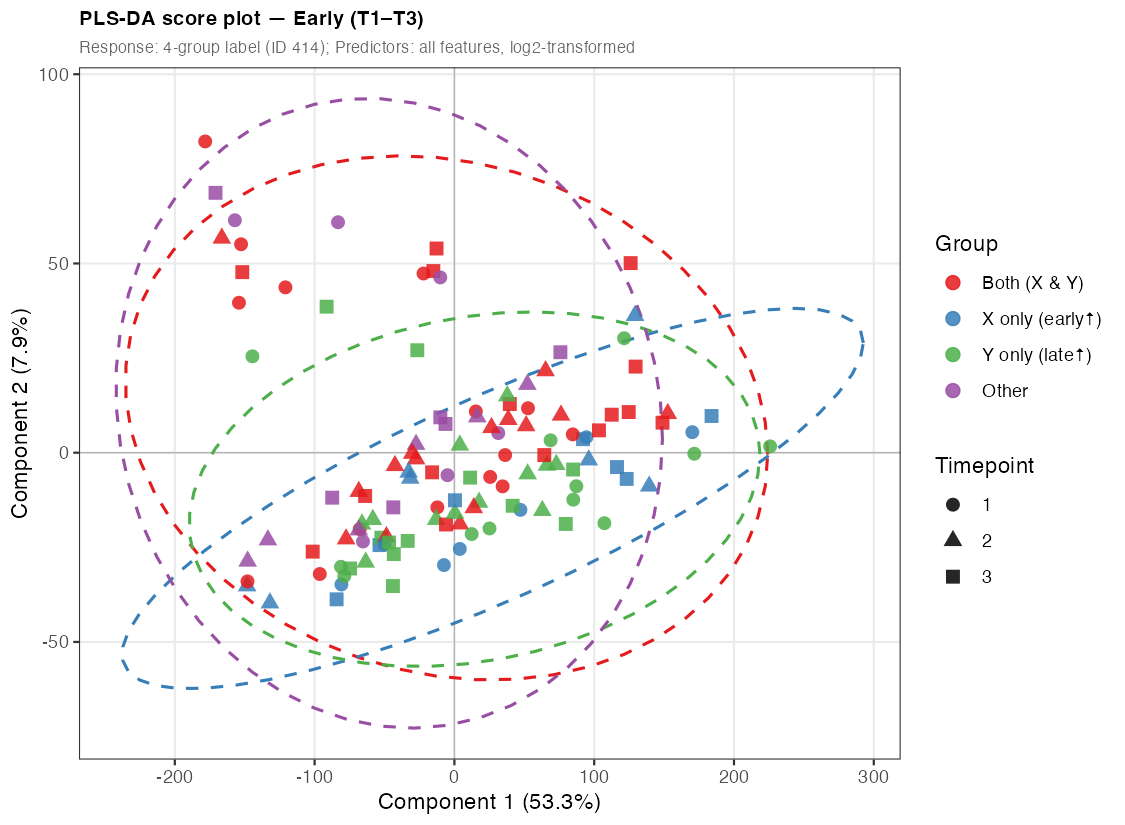 PLS-DA score plot — Early (T1–T3)
Response: 4-group label (ID 414); Predictors: all features, log2-transformed
100
50
0
-50
-200
-100
0
100
200
300
Component 1 (53.3%)
Component 2 (7.9%)
Group
Both (X & Y)
X only (early↑)
Y only (late↑)
Other
Timepoint
1
2
3